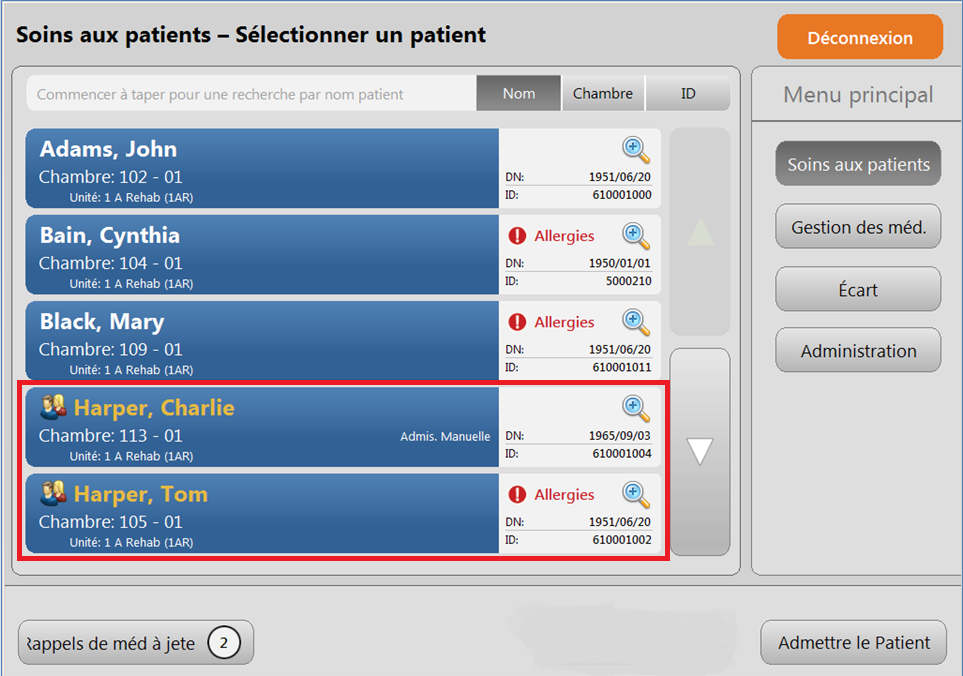 Soins aux patients – Sélectionner un patient
Déconnexion
Commencer à taper pour une recherche par nom patient
Nom
Chambre
ID
Adams, John
Chambre: 102 - 01
Unité: 1 A Rehab (1AR)
DN: 1951/06/20
ID: 610001000
Bain, Cynthia
Chambre: 104 - 01
Unité: 1 A Rehab (1AR)
Allergies
DN: 1950/01/01
ID: 5000210
Black, Mary
Chambre: 109 - 01
Unité: 1 A Rehab (1AR)
Allergies
DN: 1951/06/20
ID: 610001011
Harper, Charlie
Chambre: 113 - 01
Admis. Manuelle
Unité: 1 A Rehab (1AR)
DN: 1965/09/03
ID: 610001004
Harper, Tom
Chambre: 105 - 01
Unité: 1 A Rehab (1AR)
Allergies
DN: 1951/06/20
ID: 610001002
Menu principal
Soins aux patients
Gestion des méd.
Écart
Administration
Rappels de méd à jete 2
Admettre le Patient